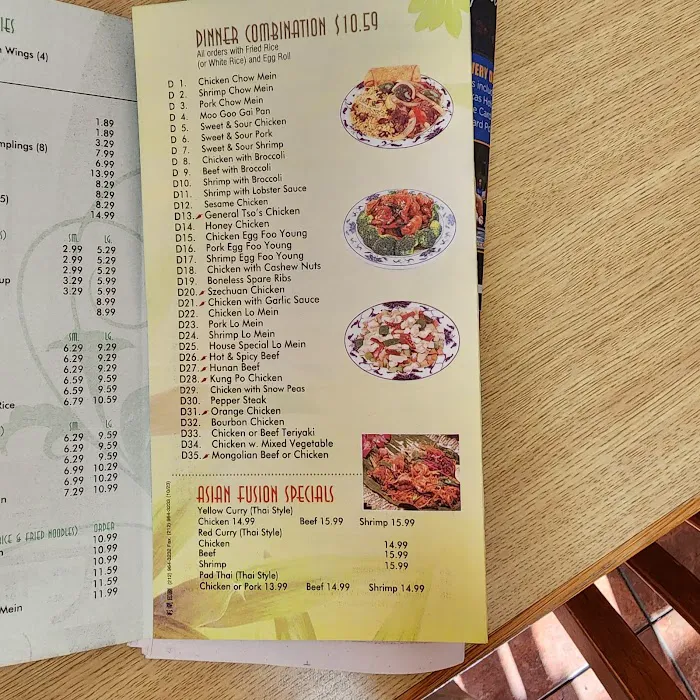 IES
n Wings (4)
1.89
1.89
3.29
mplings (8)
7.99
6.99
13.99
8.29
5)
8.29
8.29
14.99
s)
SM. LG.
2.99 5.29
2.99 5.29
2.99 5.29
up 3.29 5.99
3.29 5.99
8.99
8.99
SM. LG.
6.29 9.29
6.29 9.29
6.29 9.29
6.59 9.59
6.59 9.59
Rice 6.79 10.59
)
SM. LG.
6.29 9.59
6.29 9.59
6.29 9.59
6.99 10.29
6.99 10.29
n 7.29 10.29
RICE & FRIED NOODLES) ORDER
10.99
n 10.99
10.99
11.59
11.59
Mein 11.99
DINNER COMBINATION $10.59
All orders with Fried Rice
(or White Rice) and Egg Roll
D 1. Chicken Chow Mein
D 2. Shrimp Chow Mein
D 3. Pork Chow Mein
D 4. Moo Goo Gai Pan
D 5. Sweet & Sour Chicken
D 6. Sweet & Sour Pork
D 7. Sweet & Sour Shrimp
D 8. Chicken with Broccoli
D 9. Beef with Broccoli
D10. Shrimp with Broccoli
D11. Shrimp with Lobster Sauce
D12. Sesame Chicken
D13. General Tso's Chicken
D14. Honey Chicken
D15. Chicken Egg Foo Young
D16. Pork Egg Foo Young
D17. Shrimp Egg Foo Young
D18. Chicken with Cashew Nuts
D19. Boneless Spare Ribs
D20. Szechuan Chicken
D21. Chicken with Garlic Sauce
D22. Chicken Lo Mein
D23. Pork Lo Mein
D24. Shrimp Lo Mein
D25. House Special Lo Mein
D26. Hot & Spicy Beef
D27. Hunan Beef
D28. Kung Po Chicken
D29. Chicken with Snow Peas
D30. Pepper Steak
D31. Orange Chicken
D32. Bourbon Chicken
D33. Chicken or Beef Teriyaki
D34. Chicken w. Mixed Vegetable
D35. Mongolian Beef or Chicken
ASIAN FUSION SPECIALS
Yellow Curry (Thai Style)
Chicken 14.99 Beef 15.99 Shrimp 15.99
Red Curry (Thai Style)
Chicken 14.99
Beef 15.99
Shrimp 15.99
Pad Thai (Thai Style)
Chicken or Pork 13.99 Beef 14.99 Shrimp 14.99
VERY